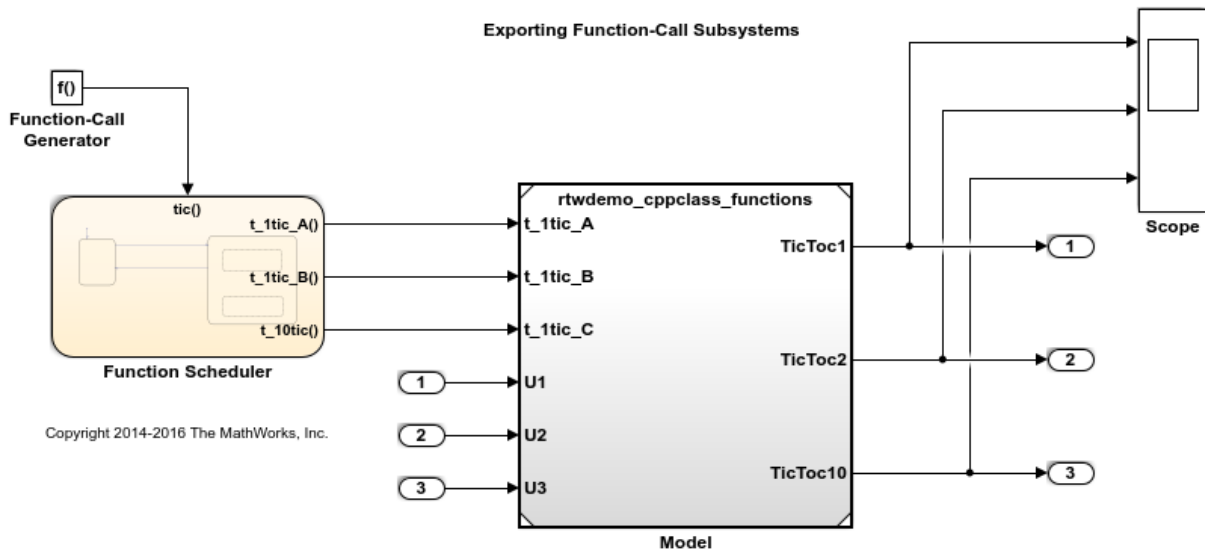 Exporting Function-Call Subsystems
f()
Function-Call
Generator
tic()
t_1tic_A()
t_1tic_B()
t_10tic()
Function Scheduler
Copyright 2014-2016 The MathWorks, Inc.
1
2
3
rtwdemo_cppclass_functions
t_1tic_A
t_1tic_B
t_1tic_C
U1
U2
U3
TicToc1
TicToc2
TicToc10
Model
Scope
1
2
3